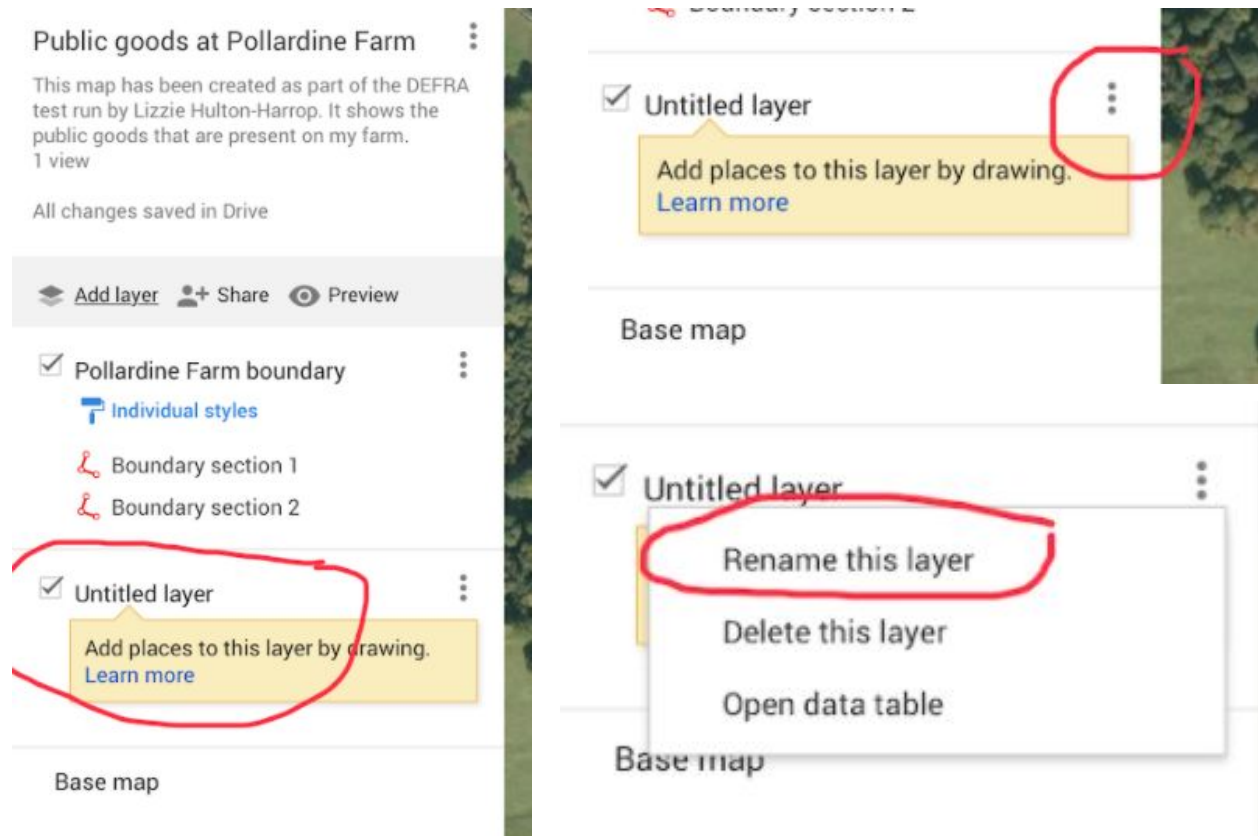 Public goods at Pollardine Farm
This map has been created as part of the DEFRA
test run by Lizzie Hulton-Harrop. It shows the
public goods that are present on my farm.
1 view
All changes saved in Drive
Add layer Share Preview
Pollardine Farm boundary
Individual styles
Boundary section 1
Boundary section 2
Untitled layer
Add places to this layer by drawing.
Learn more
Base map
Boundary section 2
Untitled layer
Add places to this layer by drawing.
Learn more
Base map
Untitled layer
Rename this layer
Delete this layer
Open data table
Base map